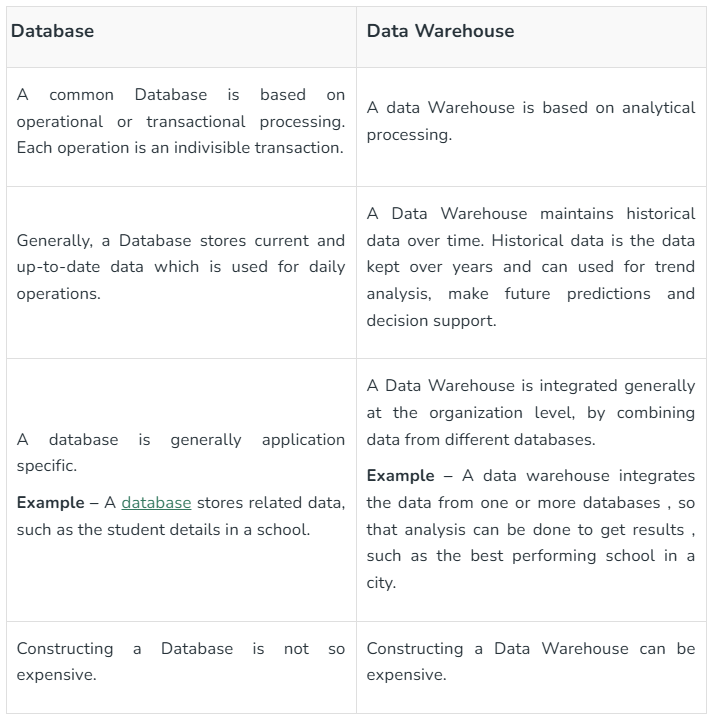 Database
Data Warehouse
A common Database is based on
operational or transactional processing.
Each operation is an indivisible transaction.
A data Warehouse is based on analytical
processing.
Generally, a Database stores current and
up-to-date data which is used for daily
operations.
A Data Warehouse maintains historical
data over time. Historical data is the data
kept over years and can used for trend
analysis, make future predictions and
decision support.
A database is generally application
specific.
Example – A database stores related data,
such as the student details in a school.
A Data Warehouse is integrated generally
at the organization level, by combining
data from different databases.
Example – A data warehouse integrates
the data from one or more databases , so
that analysis can be done to get results ,
such as the best performing school in a
city.
Constructing a Database is not so
expensive.
Constructing a Data Warehouse can be
expensive.